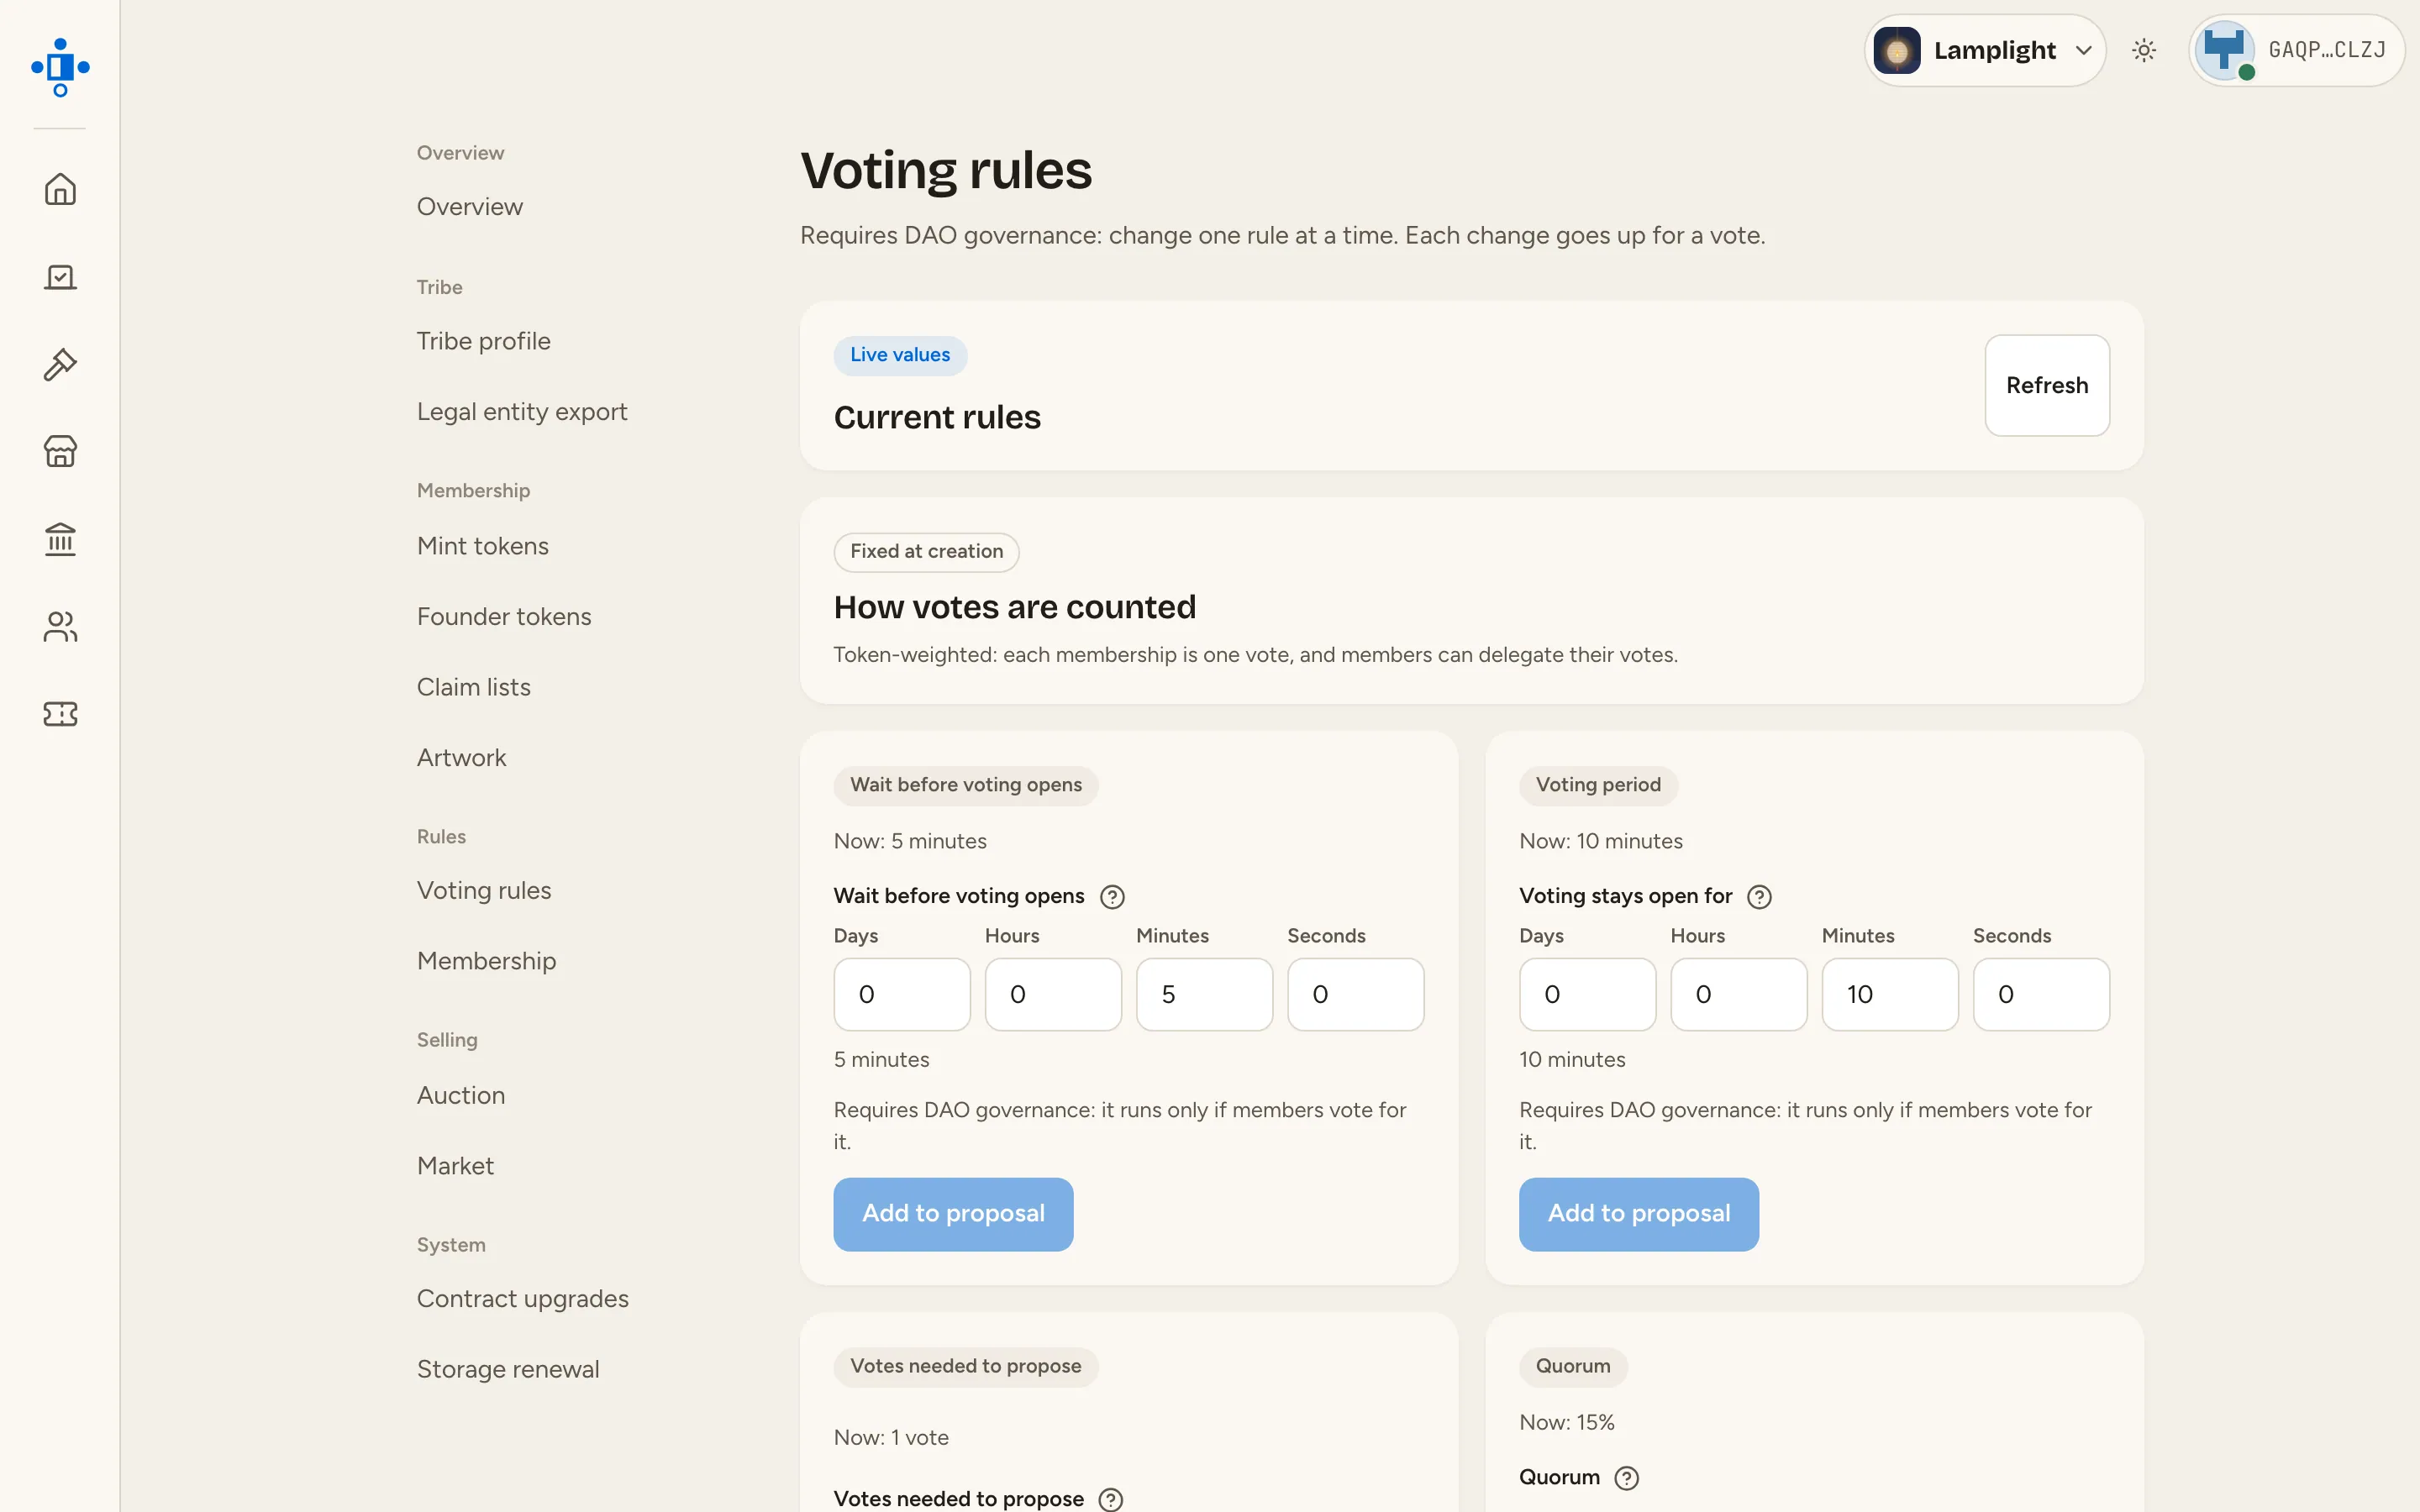 Lamplight
GAQP…CLZJ
Overview
Overview
Tribe
Tribe profile
Legal entity export
Membership
Mint tokens
Founder tokens
Claim lists
Artwork
Rules
Voting rules
Membership
Selling
Auction
Market
System
Contract upgrades
Storage renewal
Voting rules
Requires DAO governance: change one rule at a time. Each change goes up for a vote.
Live values
Current rules
Refresh
Fixed at creation
How votes are counted
Token-weighted: each membership is one vote, and members can delegate their votes.
Wait before voting opens
Now: 5 minutes
Wait before voting opens ?
Days Hours Minutes Seconds
0 0 5 0
5 minutes
Requires DAO governance: it runs only if members vote for
it.
Add to proposal
Voting period
Now: 10 minutes
Voting stays open for ?
Days Hours Minutes Seconds
0 0 10 0
10 minutes
Requires DAO governance: it runs only if members vote for
it.
Add to proposal
Votes needed to propose
Now: 1 vote
Votes needed to propose ?
Quorum
Now: 15%
Quorum ?